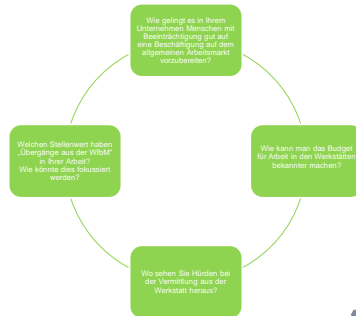 Wie gelingt es in Ihrem
Unternehmen Menschen mit
Beeinträchtigung gut auf
eine Beschäftigung auf dem
allgemeinen Arbeitsmarkt
vorzubereiten?
Wie kann man das Budget
für Arbeit in den Werkstätten
bekannter machen?
Wo sehen Sie Hürden bei
der Vermittlung aus der
Werkstatt heraus?
Welchen Stellenwert haben
„Übergänge aus der WfbM“
in Ihrer Arbeit?
Wie könnte dies fokussiert
werden?